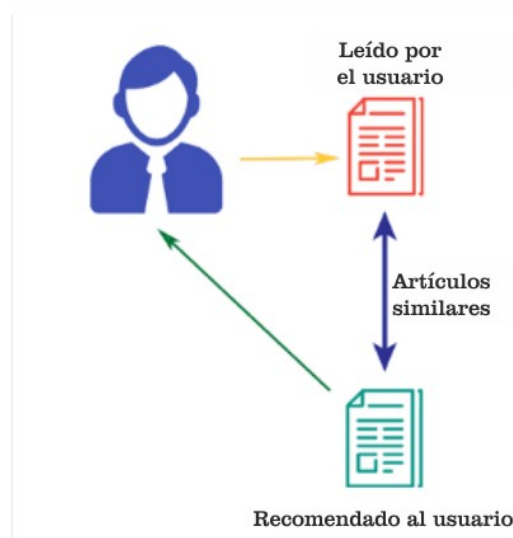 Leído por
el usuario
Artículos
similares
Recomendado al usuario